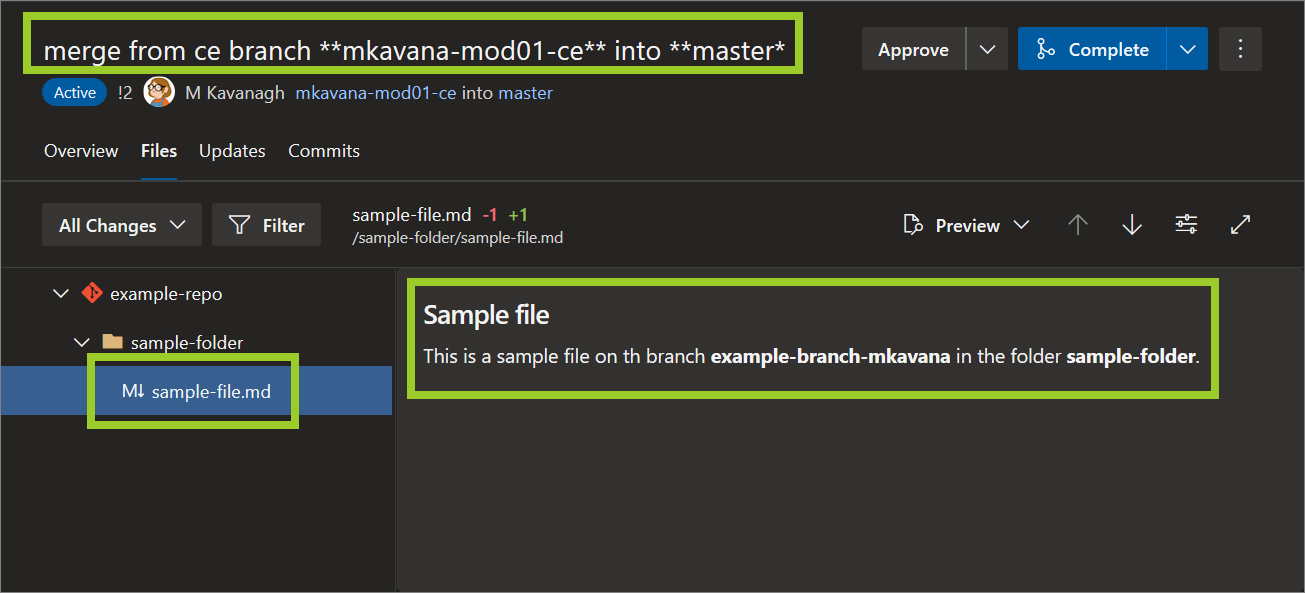 merge from ce branch **mkavana-mod01-ce** into **master*
Approve
Complete
Active !2 M Kavanagh mkavana-mod01-ce into master
Overview Files Updates Commits
All Changes Filter
sample-file.md -1 +1
/sample-folder/sample-file.md
Preview
example-repo
sample-folder
M↓ sample-file.md
Sample file
This is a sample file on th branch example-branch-mkavana in the folder sample-folder.